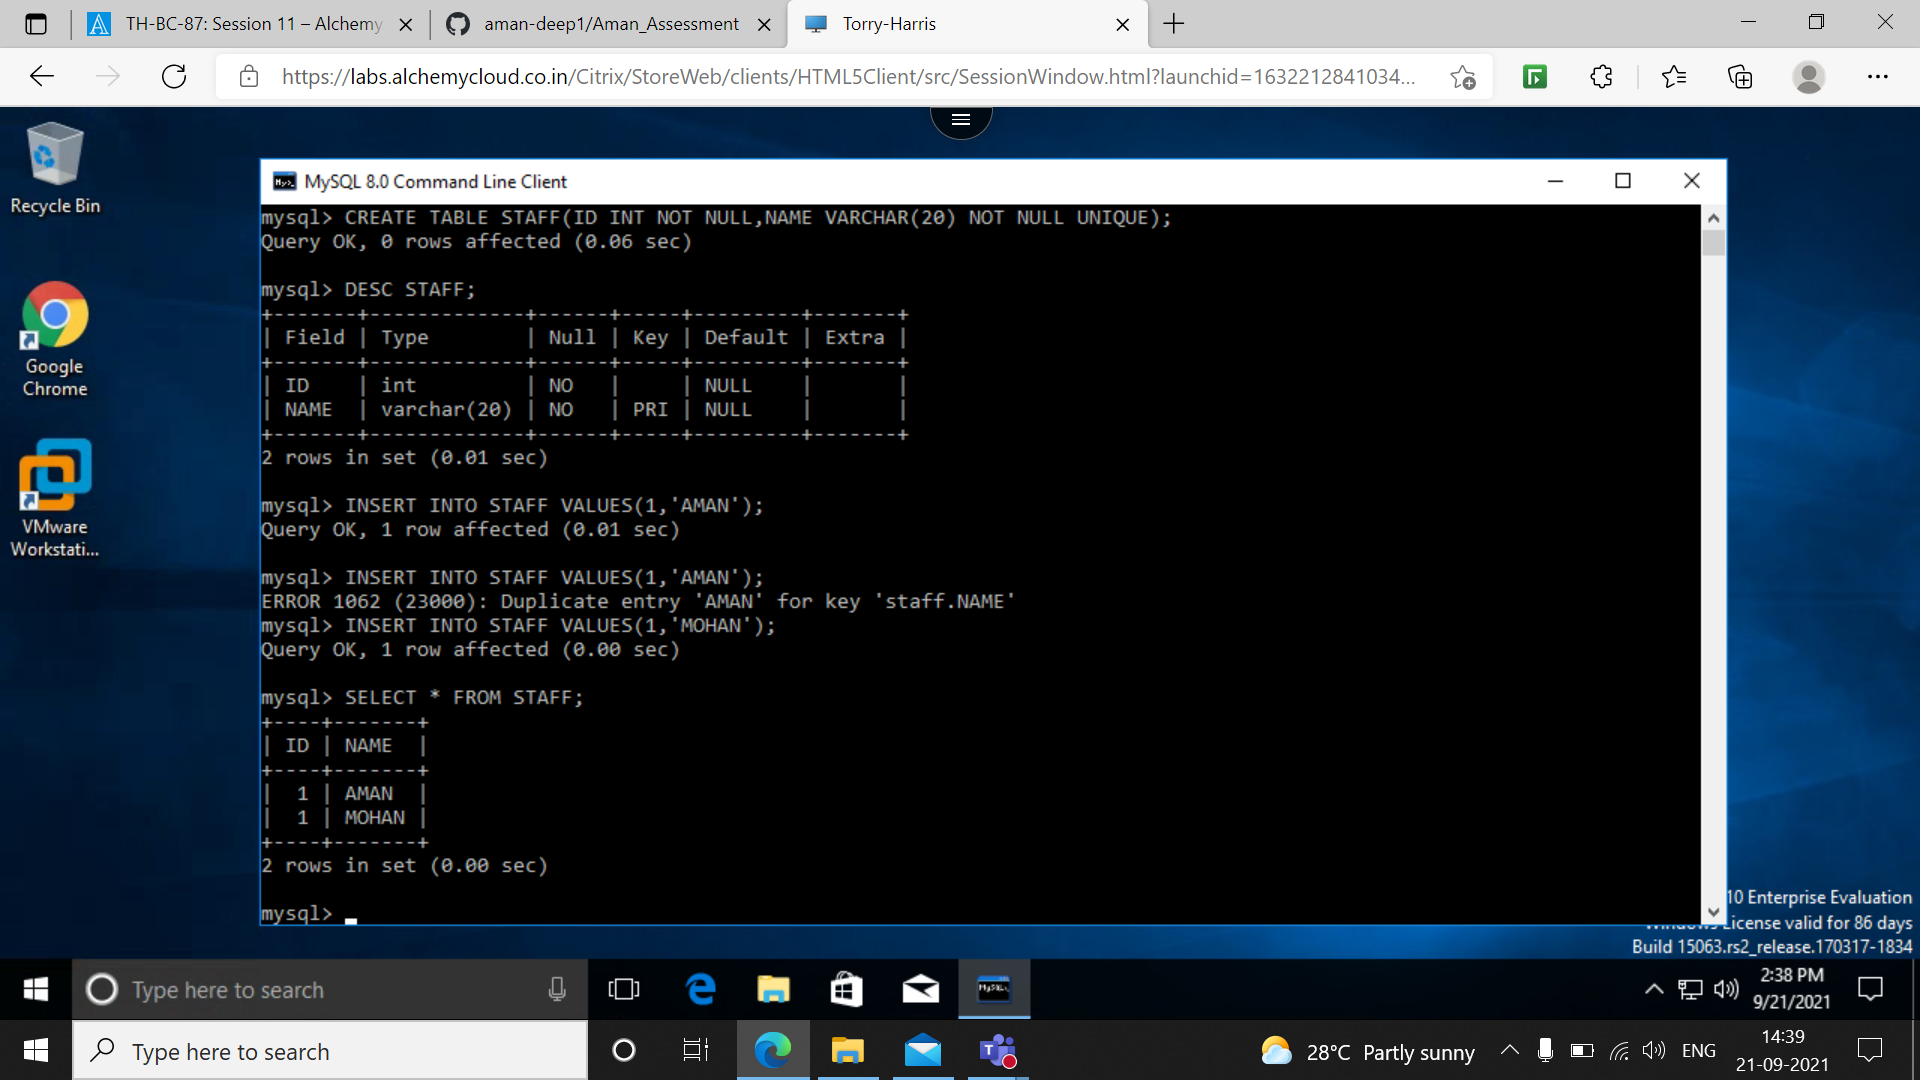 TH-BC-87: Session 11 – Alchemy
aman-deep1/Aman_Assessment
Torry-Harris
https://labs.alchemycloud.co.in/Citrix/StoreWeb/clients/HTML5Client/src/SessionWindow.html?launchid=1632212841034...
Recycle Bin
Google
Chrome
VMware
Workstati...
MySQL 8.0 Command Line Client
mysql> CREATE TABLE STAFF(ID INT NOT NULL,NAME VARCHAR(20) NOT NULL UNIQUE);
Query OK, 0 rows affected (0.06 sec)
mysql> DESC STAFF;
+-------+-------------+------+-----+---------+-------+
| Field | Type        | Null | Key | Default | Extra |
+-------+-------------+------+-----+---------+-------+
| ID    | int         | NO   |     | NULL    |       |
| NAME  | varchar(20) | NO   | PRI | NULL    |       |
+-------+-------------+------+-----+---------+-------+
2 rows in set (0.01 sec)
mysql> INSERT INTO STAFF VALUES(1,'AMAN');
Query OK, 1 row affected (0.01 sec)
mysql> INSERT INTO STAFF VALUES(1,'AMAN');
ERROR 1062 (23000): Duplicate entry 'AMAN' for key 'staff.NAME'
mysql> INSERT INTO STAFF VALUES(1,'MOHAN');
Query OK, 1 row affected (0.00 sec)
mysql> SELECT * FROM STAFF;
+----+-------+
| ID | NAME  |
+----+-------+
|  1 | AMAN  |
|  1 | MOHAN |
+----+-------+
2 rows in set (0.00 sec)
mysql>
10 Enterprise Evaluation
Windows License valid for 86 days
Build 15063.rs2_release.170317-1834
Type here to search
2:38 PM
9/21/2021
Type here to search
28°C Partly sunny
ENG
14:39
21-09-2021